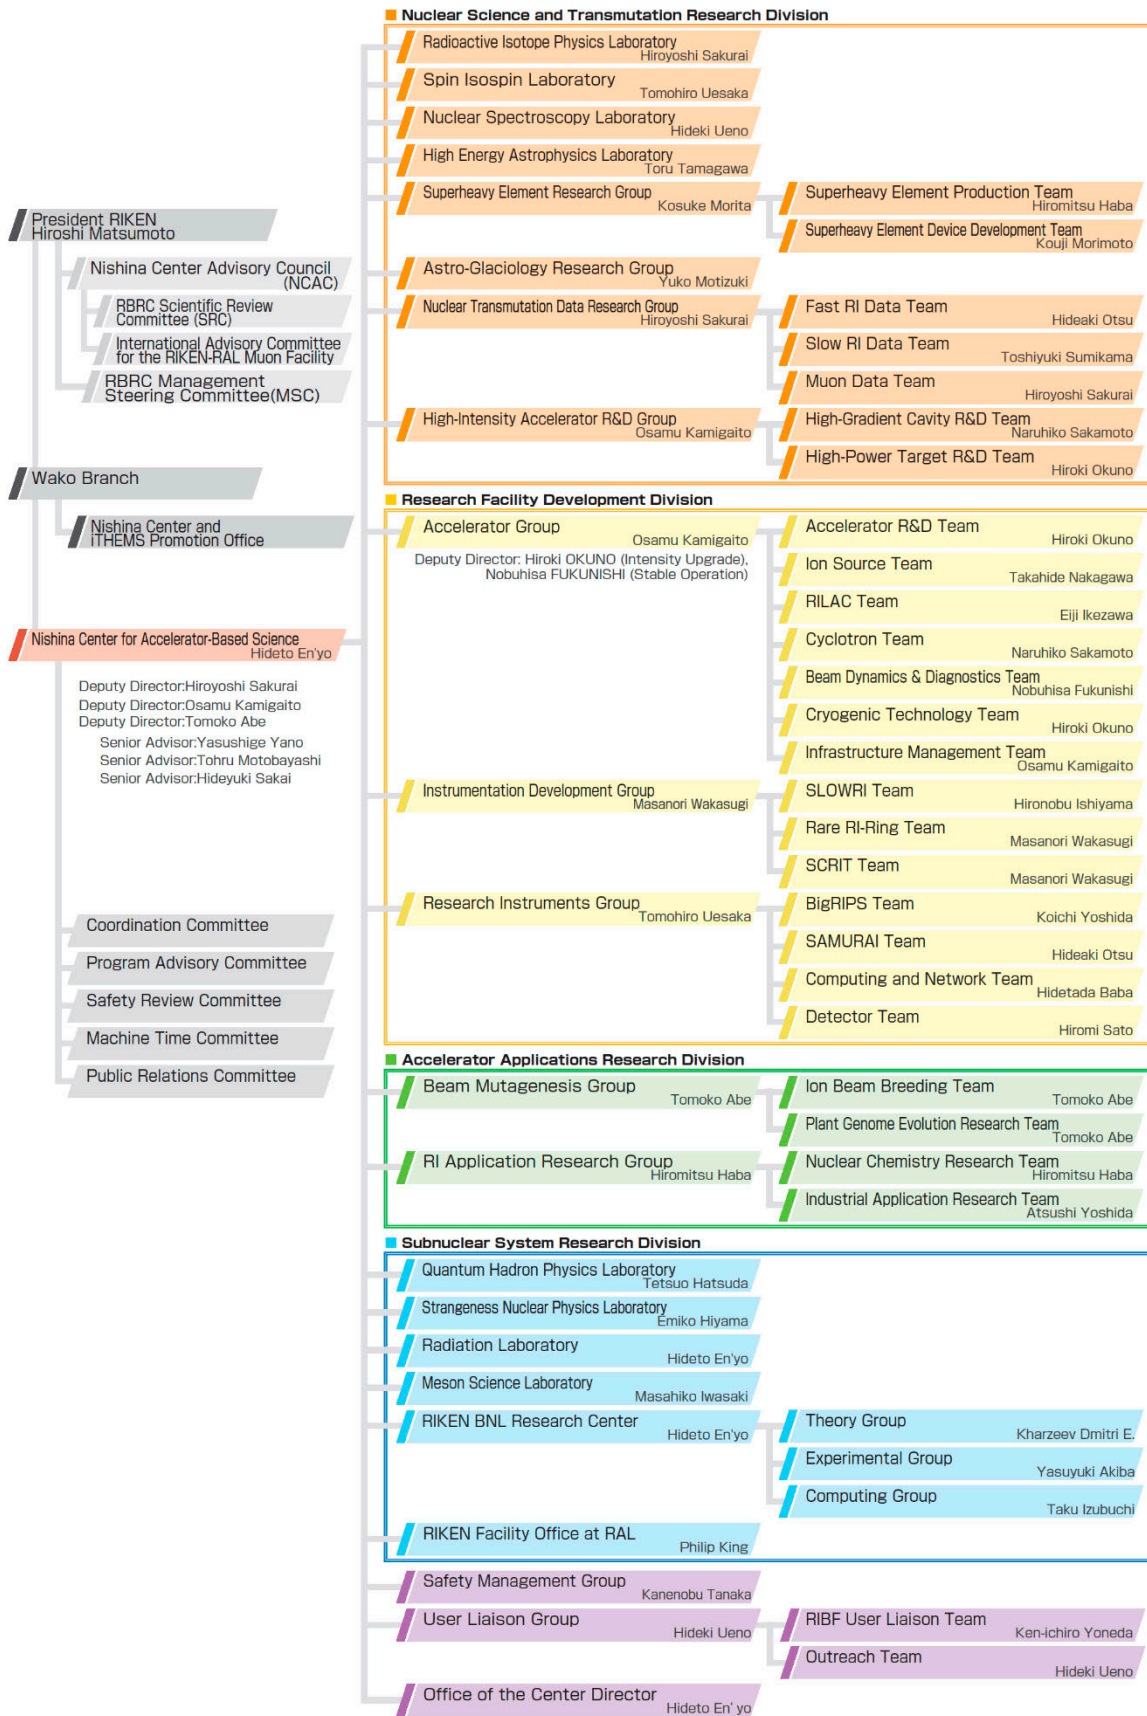 President RIKEN
Hiroshi Matsumoto
Nishina Center Advisory Council
(NCAC)
RBRC Scientific Review
Committee (SRC)
International Advisory Committee
for the RIKEN-RAL Muon Facility
RBRC Management
Steering Committee(MSC)
Wako Branch
Nishina Center and
iTHEMS Promotion Office
Nishina Center for Accelerator-Based Science
Hideto En'yo
Deputy Director:Hiroyoshi Sakurai
Deputy Director:Osamu Kamigaito
Deputy Director:Tomoko Abe
Senior Advisor:Yasushige Yano
Senior Advisor:Tohru Motobayashi
Senior Advisor:Hideyuki Sakai
Coordination Committee
Program Advisory Committee
Safety Review Committee
Machine Time Committee
Public Relations Committee
Nuclear Science and Transmutation Research Division
Radioactive Isotope Physics Laboratory
Hiroyoshi Sakurai
Spin Isospin Laboratory
Tomohiro Uesaka
Nuclear Spectroscopy Laboratory
Hideki Ueno
High Energy Astrophysics Laboratory
Toru Tamagawa
Superheavy Element Research Group
Kosuke Morita
Superheavy Element Production Team
Hiromitsu Haba
Superheavy Element Device Development Team
Kouji Morimoto
Astro-Glaciology Research Group
Yuko Motizuki
Nuclear Transmutation Data Research Group
Hiroyoshi Sakurai
Fast RI Data Team
Hideaki Otsu
Slow RI Data Team
Toshiyuki Sumikama
Muon Data Team
Hiroyoshi Sakurai
High-Intensity Accelerator R&D Group
Osamu Kamigaito
High-Gradient Cavity R&D Team
Naruhiko Sakamoto
High-Power Target R&D Team
Hiroki Okuno
Research Facility Development Division
Accelerator Group
Osamu Kamigaito
Deputy Director: Hiroki OKUNO (Intensity Upgrade),
Nobuhisa FUKUNISHI (Stable Operation)
Accelerator R&D Team
Hiroki Okuno
Ion Source Team
Takahide Nakagawa
RILAC Team
Eiji Ikezawa
Cyclotron Team
Naruhiko Sakamoto
Beam Dynamics & Diagnostics Team
Nobuhisa Fukunishi
Cryogenic Technology Team
Hiroki Okuno
Infrastructure Management Team
Osamu Kamigaito
Instrumentation Development Group
Masanori Wakasugi
SLOWRI Team
Hironobu Ishiyama
Rare RI-Ring Team
Masanori Wakasugi
SCRIT Team
Masanori Wakasugi
Research Instruments Group
Tomohiro Uesaka
BigRIPS Team
Koichi Yoshida
SAMURAI Team
Hideaki Otsu
Computing and Network Team
Hidetada Baba
Detector Team
Hiromi Sato
Accelerator Applications Research Division
Beam Mutagenesis Group
Tomoko Abe
Ion Beam Breeding Team
Tomoko Abe
Plant Genome Evolution Research Team
Tomoko Abe
RI Application Research Group
Hiromitsu Haba
Nuclear Chemistry Research Team
Hiromitsu Haba
Industrial Application Research Team
Atsushi Yoshida
Subnuclear System Research Division
Quantum Hadron Physics Laboratory
Tetsuo Hatsuda
Strangeness Nuclear Physics Laboratory
Emiko Hiyama
Radiation Laboratory
Hideto En'yo
Meson Science Laboratory
Masahiko Iwasaki
RIKEN BNL Research Center
Hideto En'yo
Theory Group
Kharzeev Dmitri E.
Experimental Group
Yasuyuki Akiba
Computing Group
Taku Izubuchi
RIKEN Facility Office at RAL
Philip King
Safety Management Group
Kanenobu Tanaka
User Liaison Group
Hideki Ueno
RIBF User Liaison Team
Ken-ichiro Yoneda
Outreach Team
Hideki Ueno
Office of the Center Director
Hideto En' yo